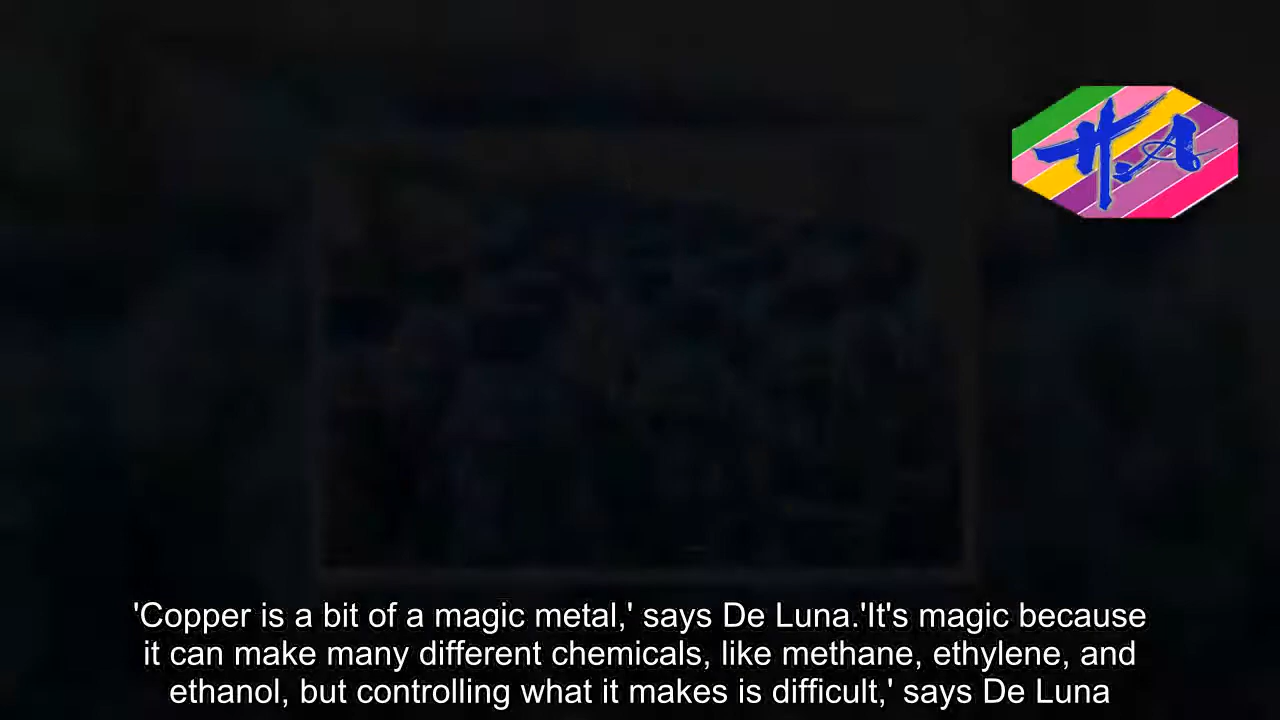 H.A
'Copper is a bit of a magic metal,' says De Luna.'It's magic because
it can make many different chemicals, like methane, ethylene, and
ethanol, but controlling what it makes is difficult,' says De Luna